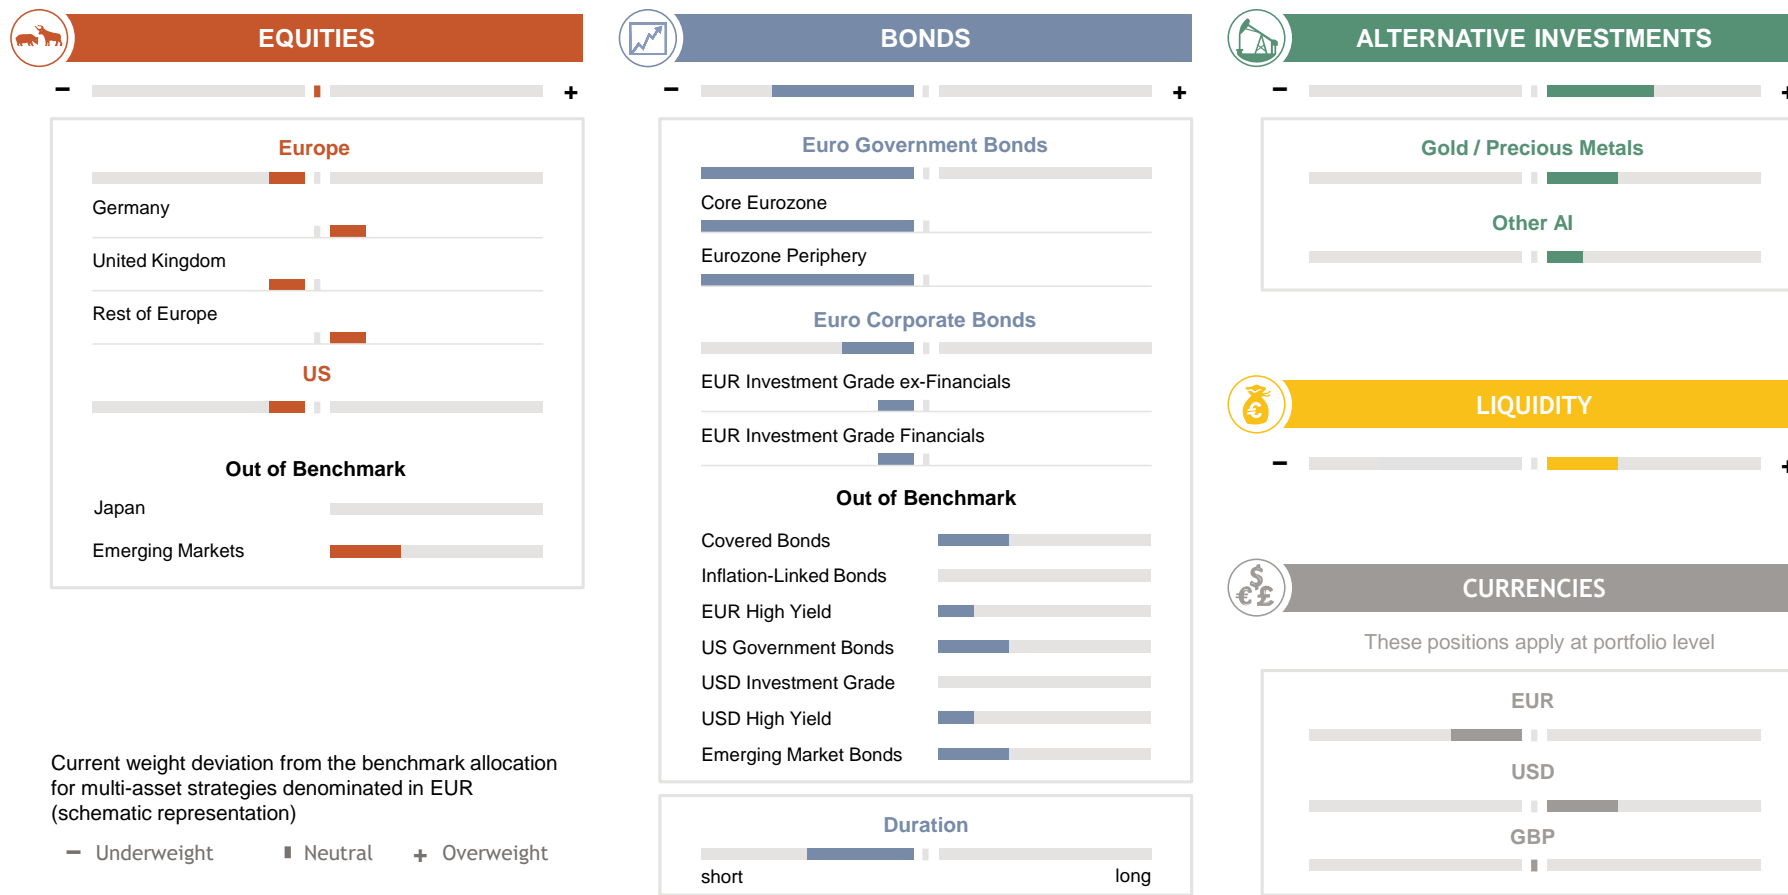 EQUITIES
− +
Europe
Germany
United Kingdom
Rest of Europe
US
Out of Benchmark
Japan
Emerging Markets
Current weight deviation from the benchmark allocation
for multi-asset strategies denominated in EUR
(schematic representation)
− Underweight Neutral + Overweight
BONDS
− +
Euro Government Bonds
Core Eurozone
Eurozone Periphery
Euro Corporate Bonds
EUR Investment Grade ex-Financials
EUR Investment Grade Financials
Out of Benchmark
Covered Bonds
Inflation-Linked Bonds
EUR High Yield
US Government Bonds
USD Investment Grade
USD High Yield
Emerging Market Bonds
Duration
short long
ALTERNATIVE INVESTMENTS
− +
Gold / Precious Metals
Other AI
€
LIQUIDITY
− +
$
€£
CURRENCIES
These positions apply at portfolio level
EUR
USD
GBP